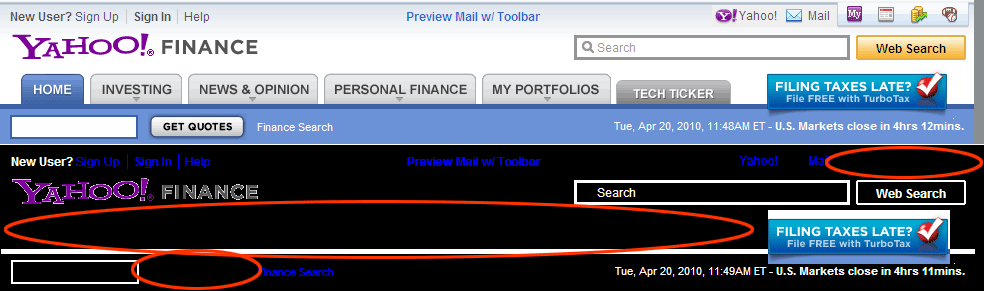 New User? Sign Up Sign In Help Preview Mail w/ Toolbar Y! Yahoo! Mail My
YAHOO! FINANCE Search Web Search
HOME INVESTING NEWS & OPINION PERSONAL FINANCE MY PORTFOLIOS TECH TICKER FILING TAXES LATE?
File FREE with TurboTax
GET QUOTES Finance Search Tue, Apr 20, 2010, 11:48AM ET - U.S. Markets close in 4hrs 12mins.
New User? Sign Up Sign In Help Preview Mail w/ Toolbar Yahoo! Ma
YAHOO! FINANCE Search Web Search
FILING TAXES LATE?
File FREE with TurboTax
Finance Search Tue, Apr 20, 2010, 11:49AM ET - U.S. Markets close in 4hrs 11mins.